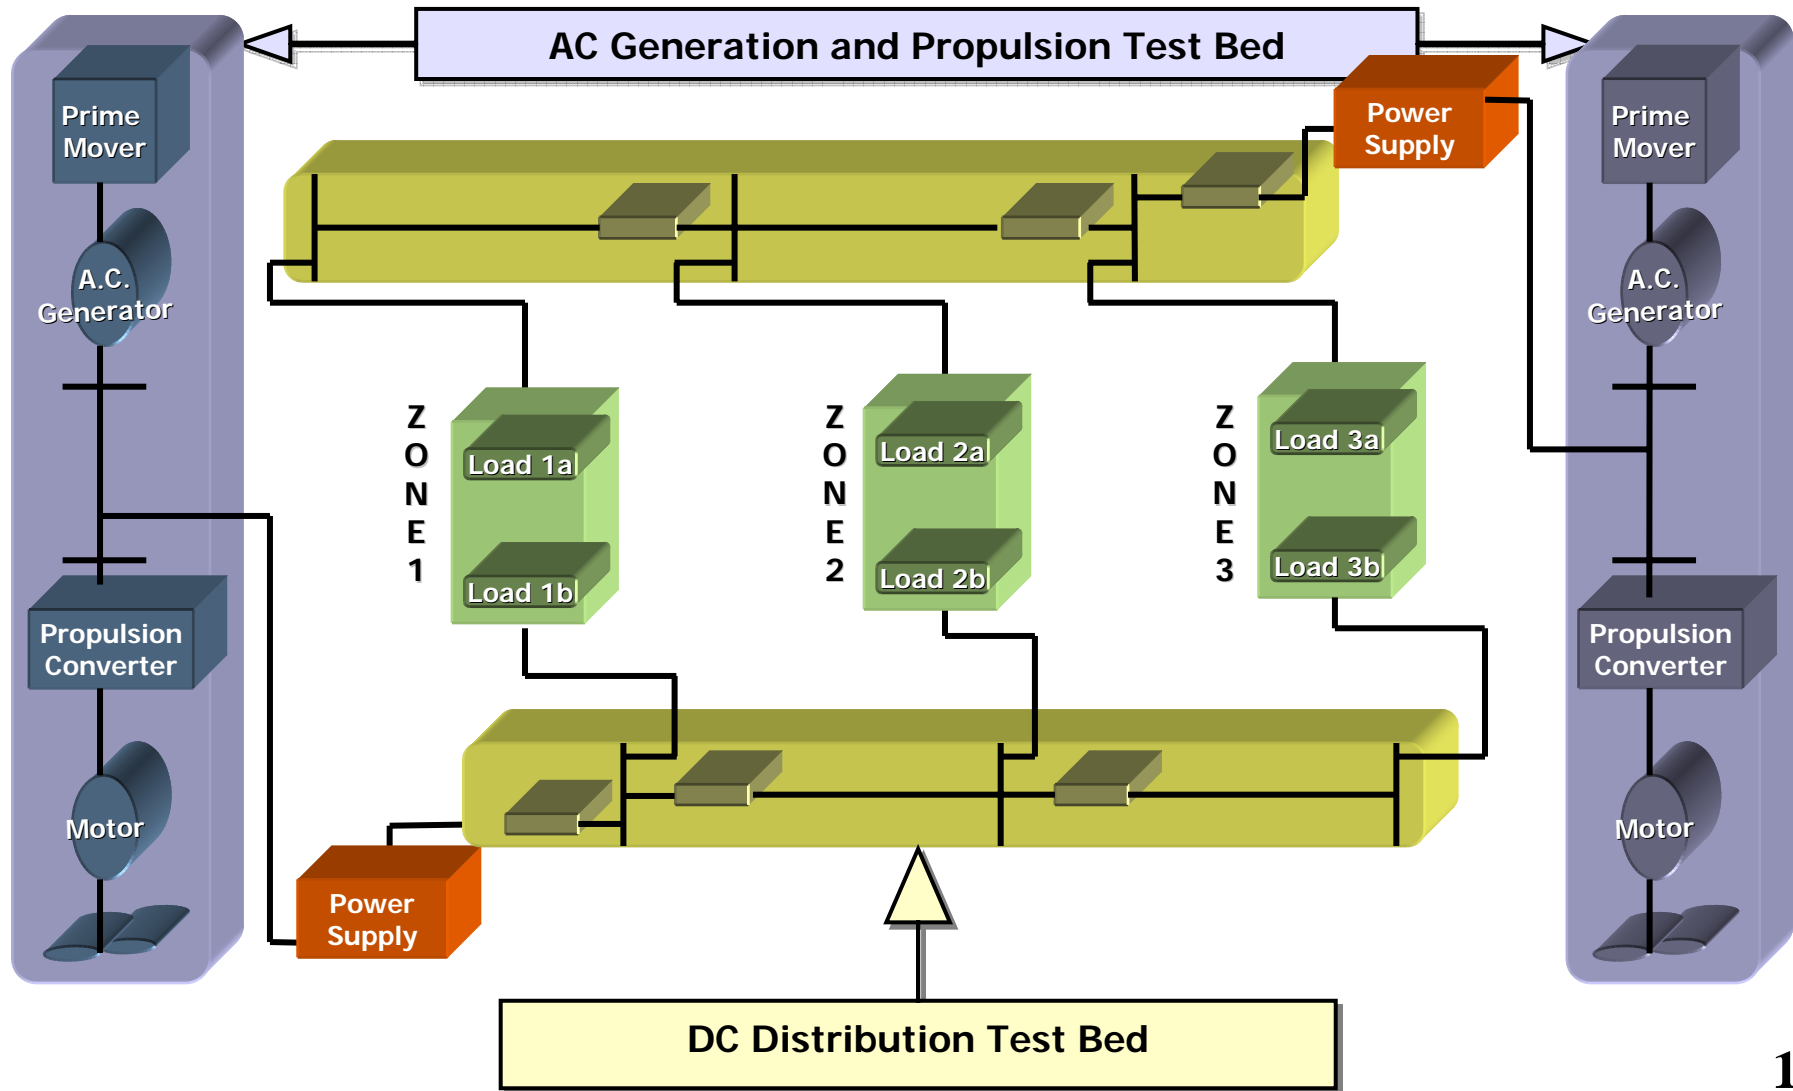 AC Generation and Propulsion Test Bed
Prime
Mover
A.C.
Generator
Propulsion
Converter
Motor
Power
Supply
Prime
Mover
A.C.
Generator
Propulsion
Converter
Motor
Z
O
N
E
1
Load 1a
Load 1b
Z
O
N
E
2
Load 2a
Load 2b
Z
O
N
E
3
Load 3a
Load 3b
Power
Supply
DC Distribution Test Bed
1